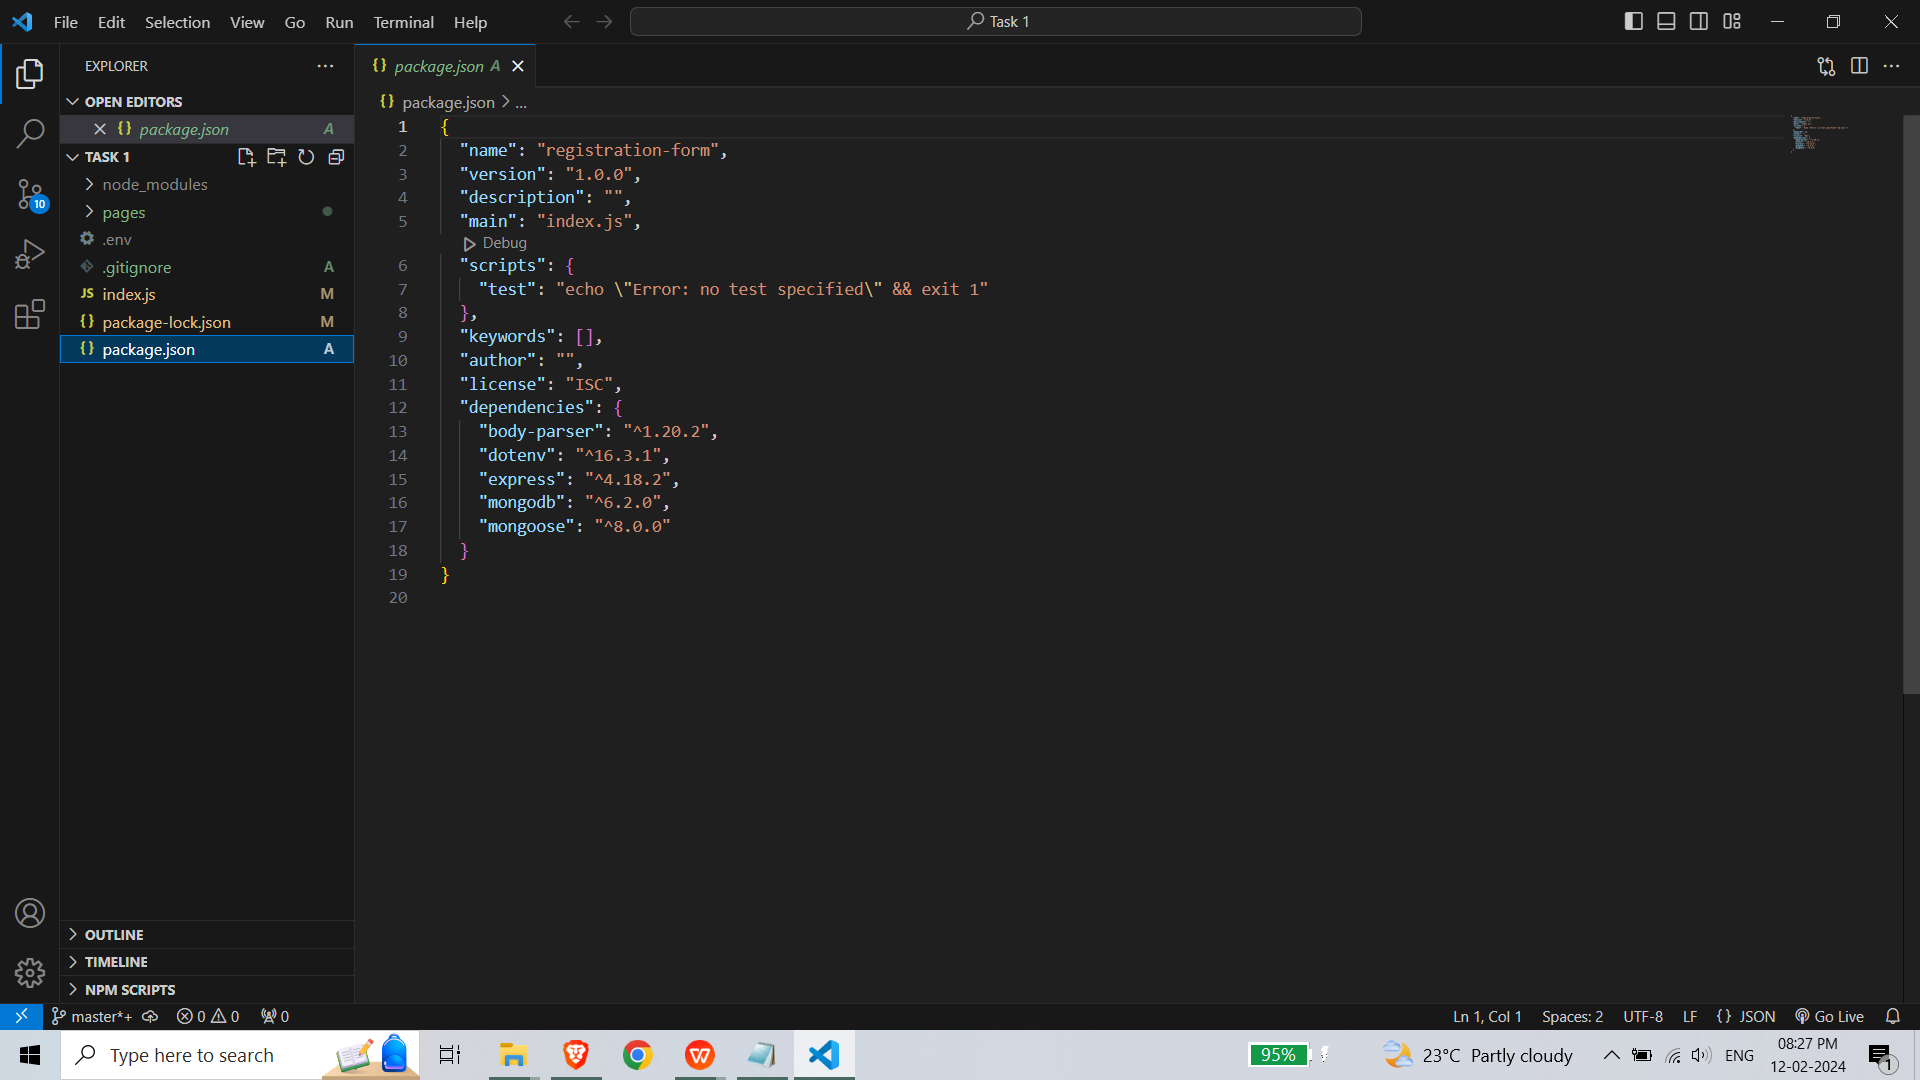 File Edit Selection View Go Run Terminal Help
Task 1
EXPLORER
OPEN EDITORS
package.json A
TASK 1
node_modules
pages
.env
.gitignore A
index.js M
package-lock.json M
package.json A
OUTLINE
TIMELINE
NPM SCRIPTS
10
package.json A
package.json > ...
1 {
2 "name": "registration-form",
3 "version": "1.0.0",
4 "description": "",
5 "main": "index.js",
Debug
6 "scripts": {
7 "test": "echo \"Error: no test specified\" && exit 1"
8 },
9 "keywords": [],
10 "author": "",
11 "license": "ISC",
12 "dependencies": {
13 "body-parser": "^1.20.2",
14 "dotenv": "^16.3.1",
15 "express": "^4.18.2",
16 "mongodb": "^6.2.0",
17 "mongoose": "^8.0.0"
18 }
19 }
20
master*+ 0 0 0 Ln 1, Col 1 Spaces: 2 UTF-8 LF {} JSON Go Live
Type here to search 95% 23°C Partly cloudy ENG 08:27 PM
12-02-2024 1